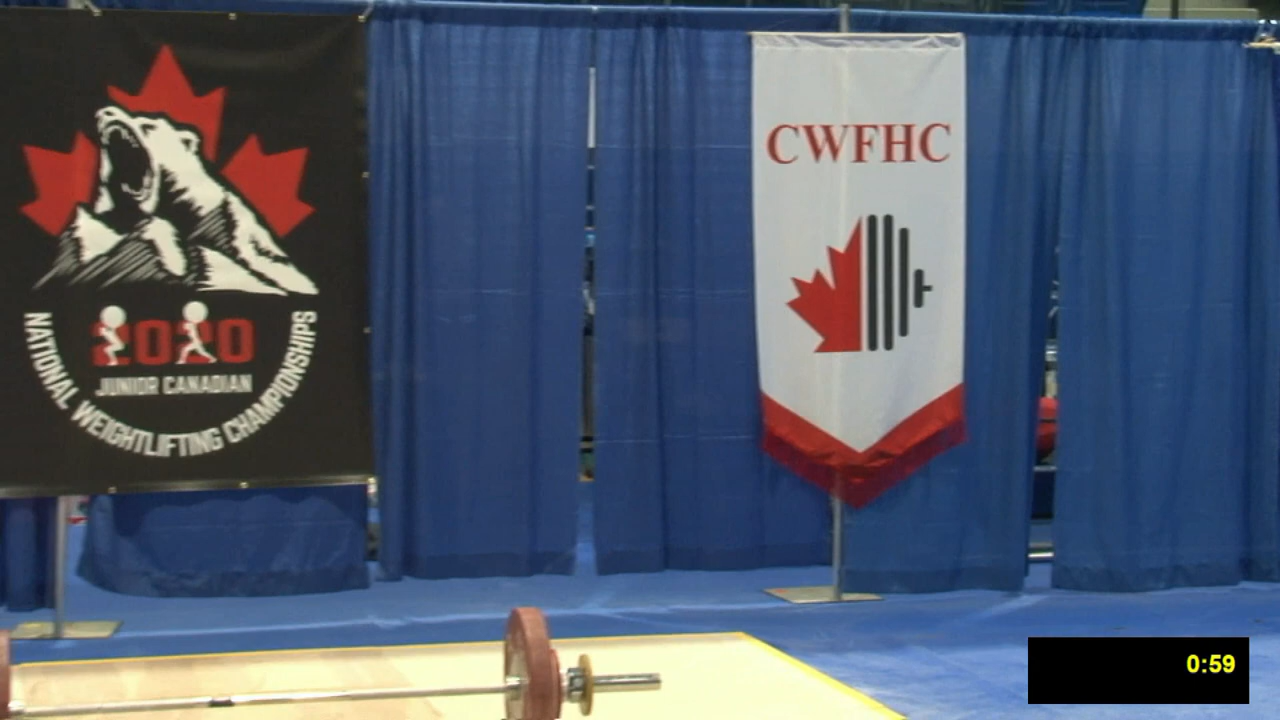 2020
JUNIOR CANADIAN
NATIONAL WEIGHTLIFTING CHAMPIONSHIPS
CWFHC
0:59